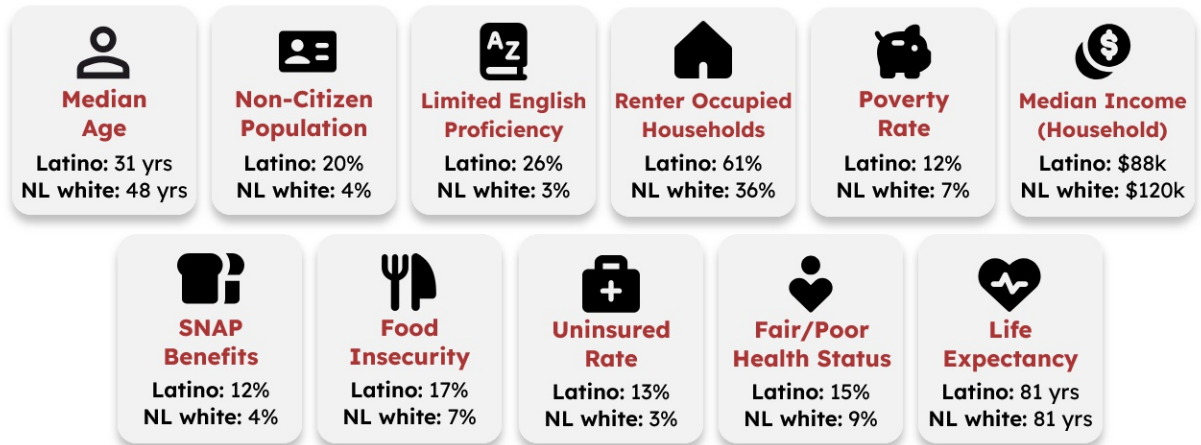 Median
Age
Latino: 31 yrs
NL white: 48 yrs
Non-Citizen
Population
Latino: 20%
NL white: 4%
A
Z
Limited English
Proficiency
Latino: 26%
NL white: 3%
Renter Occupied
Households
Latino: 61%
NL white: 36%
Poverty
Rate
Latino: 12%
NL white: 7%
$
Median Income
(Household)
Latino: $88k
NL white: $120k
SNAP
Benefits
Latino: 12%
NL white: 4%
Food
Insecurity
Latino: 17%
NL white: 7%
Uninsured
Rate
Latino: 13%
NL white: 3%
Fair/Poor
Health Status
Latino: 15%
NL white: 9%
Life
Expectancy
Latino: 81 yrs
NL white: 81 yrs